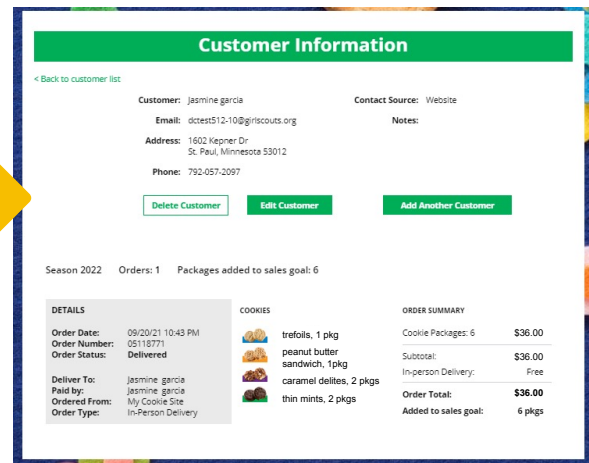 Customer Information
< Back to customer list
Customer: Jasmine garcia
Contact Source: Website
Email: dctest512-10@girlscouts.org
Notes:
Address: 1602 Kepner Dr
St. Paul, Minnesota 53012
Phone: 792-057-2097
Delete Customer
Edit Customer
Add Another Customer
Season 2022 Orders: 1 Packages added to sales goal: 6
DETAILS
Order Date: 09/20/21 10:43 PM
Order Number: 05118771
Order Status: Delivered
Deliver To: Jasmine garcia
Paid by: Jasmine garcia
Ordered From: My Cookie Site
Order Type: In-Person Delivery
COOKIES
trefoils, 1 pkg
peanut butter
sandwich, 1pkg
caramel delites, 2 pkgs
thin mints, 2 pkgs
ORDER SUMMARY
Cookie Packages: 6 $36.00
Subtotal: $36.00
In-person Delivery: Free
Order Total: $36.00
Added to sales goal: 6 pkgs